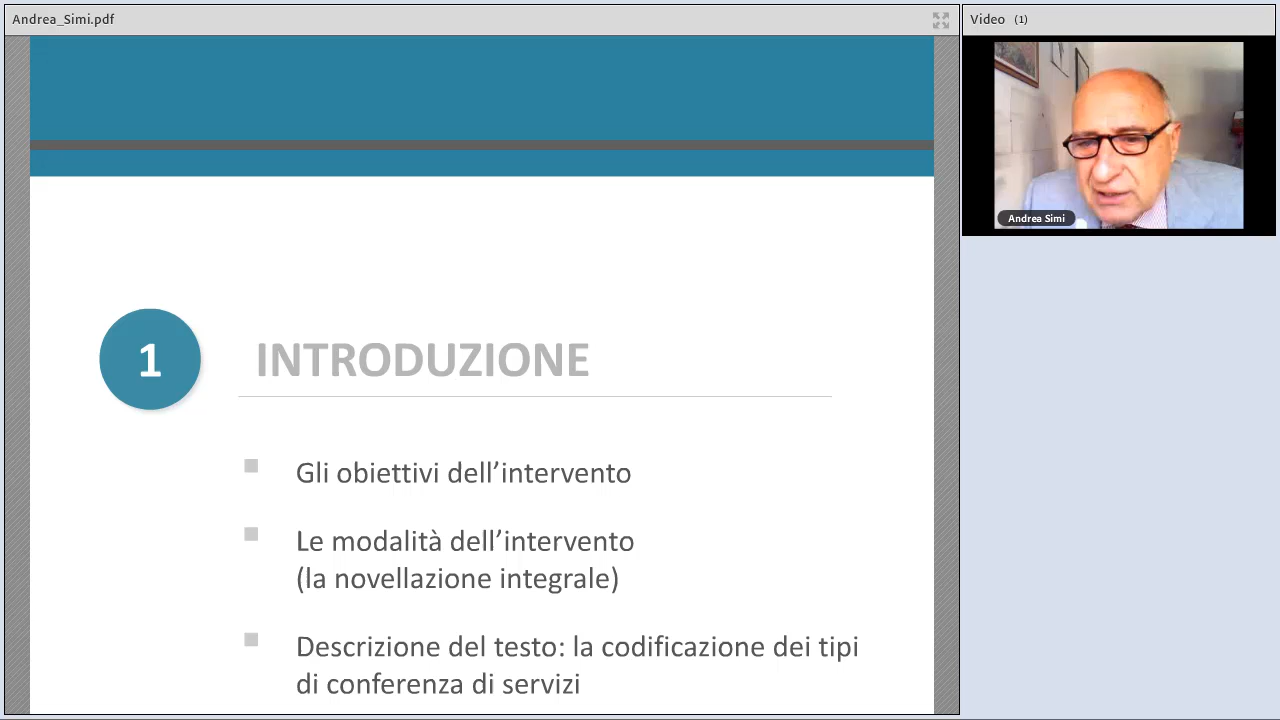 Andrea_Simi.pdf
Video (1)
Andrea Simi
1
INTRODUZIONE
Gli obiettivi dell’intervento
Le modalità dell’intervento
(la novellazione integrale)
Descrizione del testo: la codificazione dei tipi
di conferenza di servizi